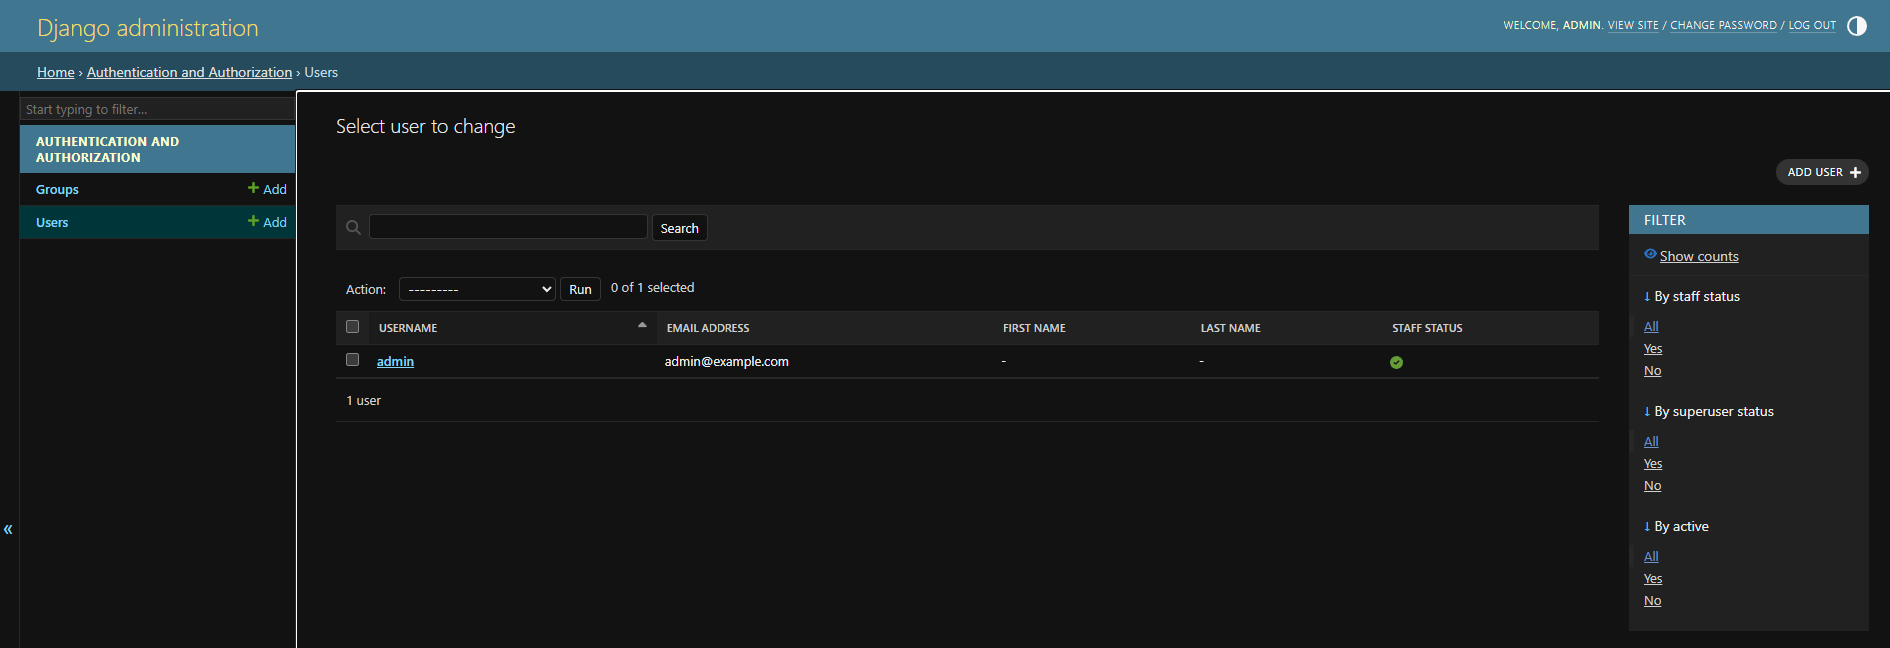 Django administration
WELCOME, ADMIN. VIEW SITE / CHANGE PASSWORD / LOG OUT
Home › Authentication and Authorization › Users
Start typing to filter...
AUTHENTICATION AND
AUTHORIZATION
Groups + Add
Users + Add
«
Select user to change
ADD USER +
Search
Action: --------- Run 0 of 1 selected
USERNAME EMAIL ADDRESS FIRST NAME LAST NAME STAFF STATUS
admin admin@example.com - -
1 user
FILTER
Show counts
↓ By staff status
All
Yes
No
↓ By superuser status
All
Yes
No
↓ By active
All
Yes
No